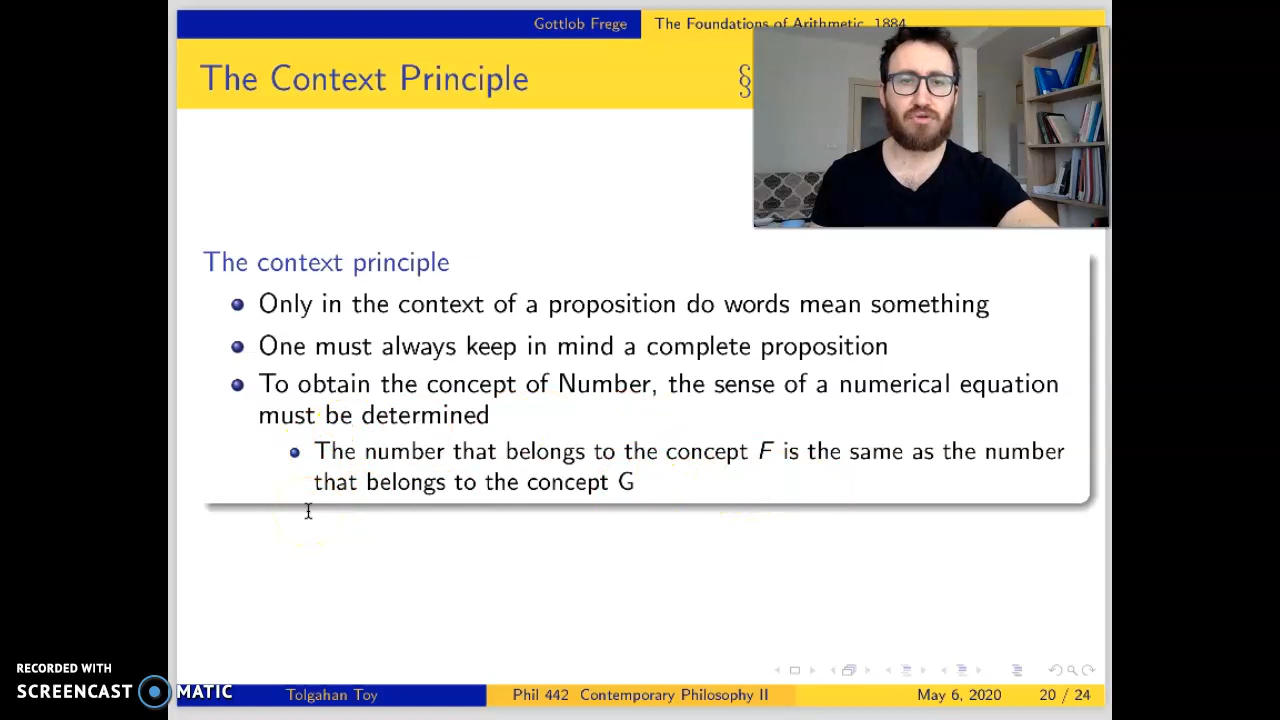 Gottlob Frege The Foundations of Arithmetic, 1884
The Context Principle §
The context principle
Only in the context of a proposition do words mean something
One must always keep in mind a complete proposition
To obtain the concept of Number, the sense of a numerical equation
must be determined
The number that belongs to the concept F is the same as the number
that belongs to the concept G
RECORDED WITH
SCREENCAST MATIC
Tolgahan Toy Phil 442 Contemporary Philosophy II May 6, 2020 20 / 24